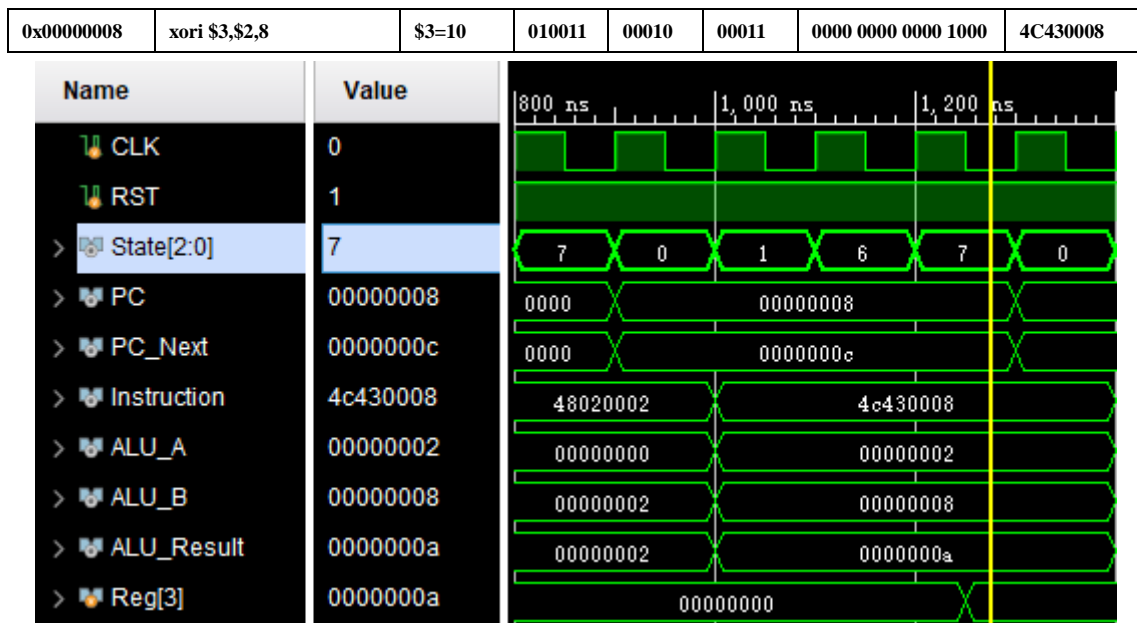 0x00000008 xori $3,$2,8 $3=10 010011 00010 00011 0000 0000 0000 1000 4C430008
Name Value 800 ns 1,000 ns 1,200 ns
CLK 0
RST 1
State[2:0] 7 7 0 1 6 7 0
PC 00000008 0000 00000008
PC_Next 0000000c 0000 0000000c
Instruction 4c430008 48020002 4c430008
ALU_A 00000002 00000000 00000002
ALU_B 00000008 00000002 00000008
ALU_Result 0000000a 00000002 0000000a
Reg[3] 0000000a 00000000